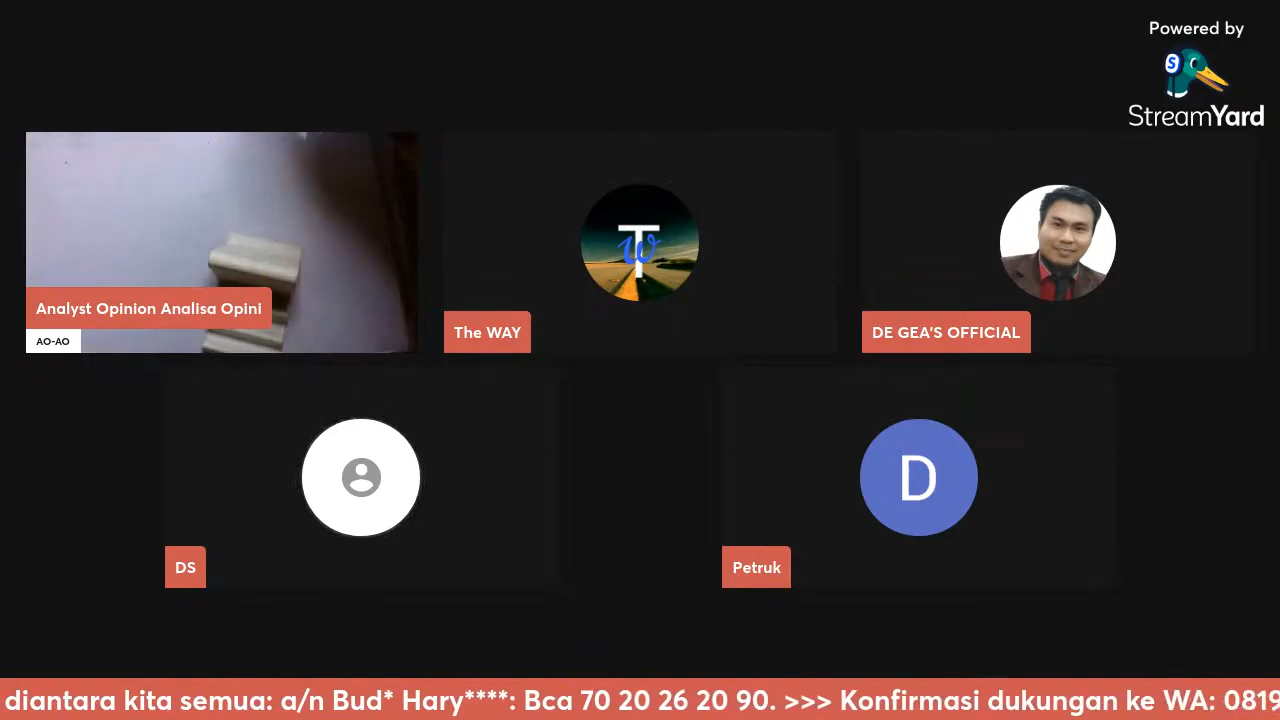 Powered by
S
StreamYard
Analyst Opinion Analisa Opini
AO-AO
T
w
The WAY
DE GEA'S OFFICIAL
DS
D
Petruk
diantara kita semua: a/n Bud* Hary****: Bca 70 20 26 20 90. >>> Konfirmasi dukungan ke WA: 0819